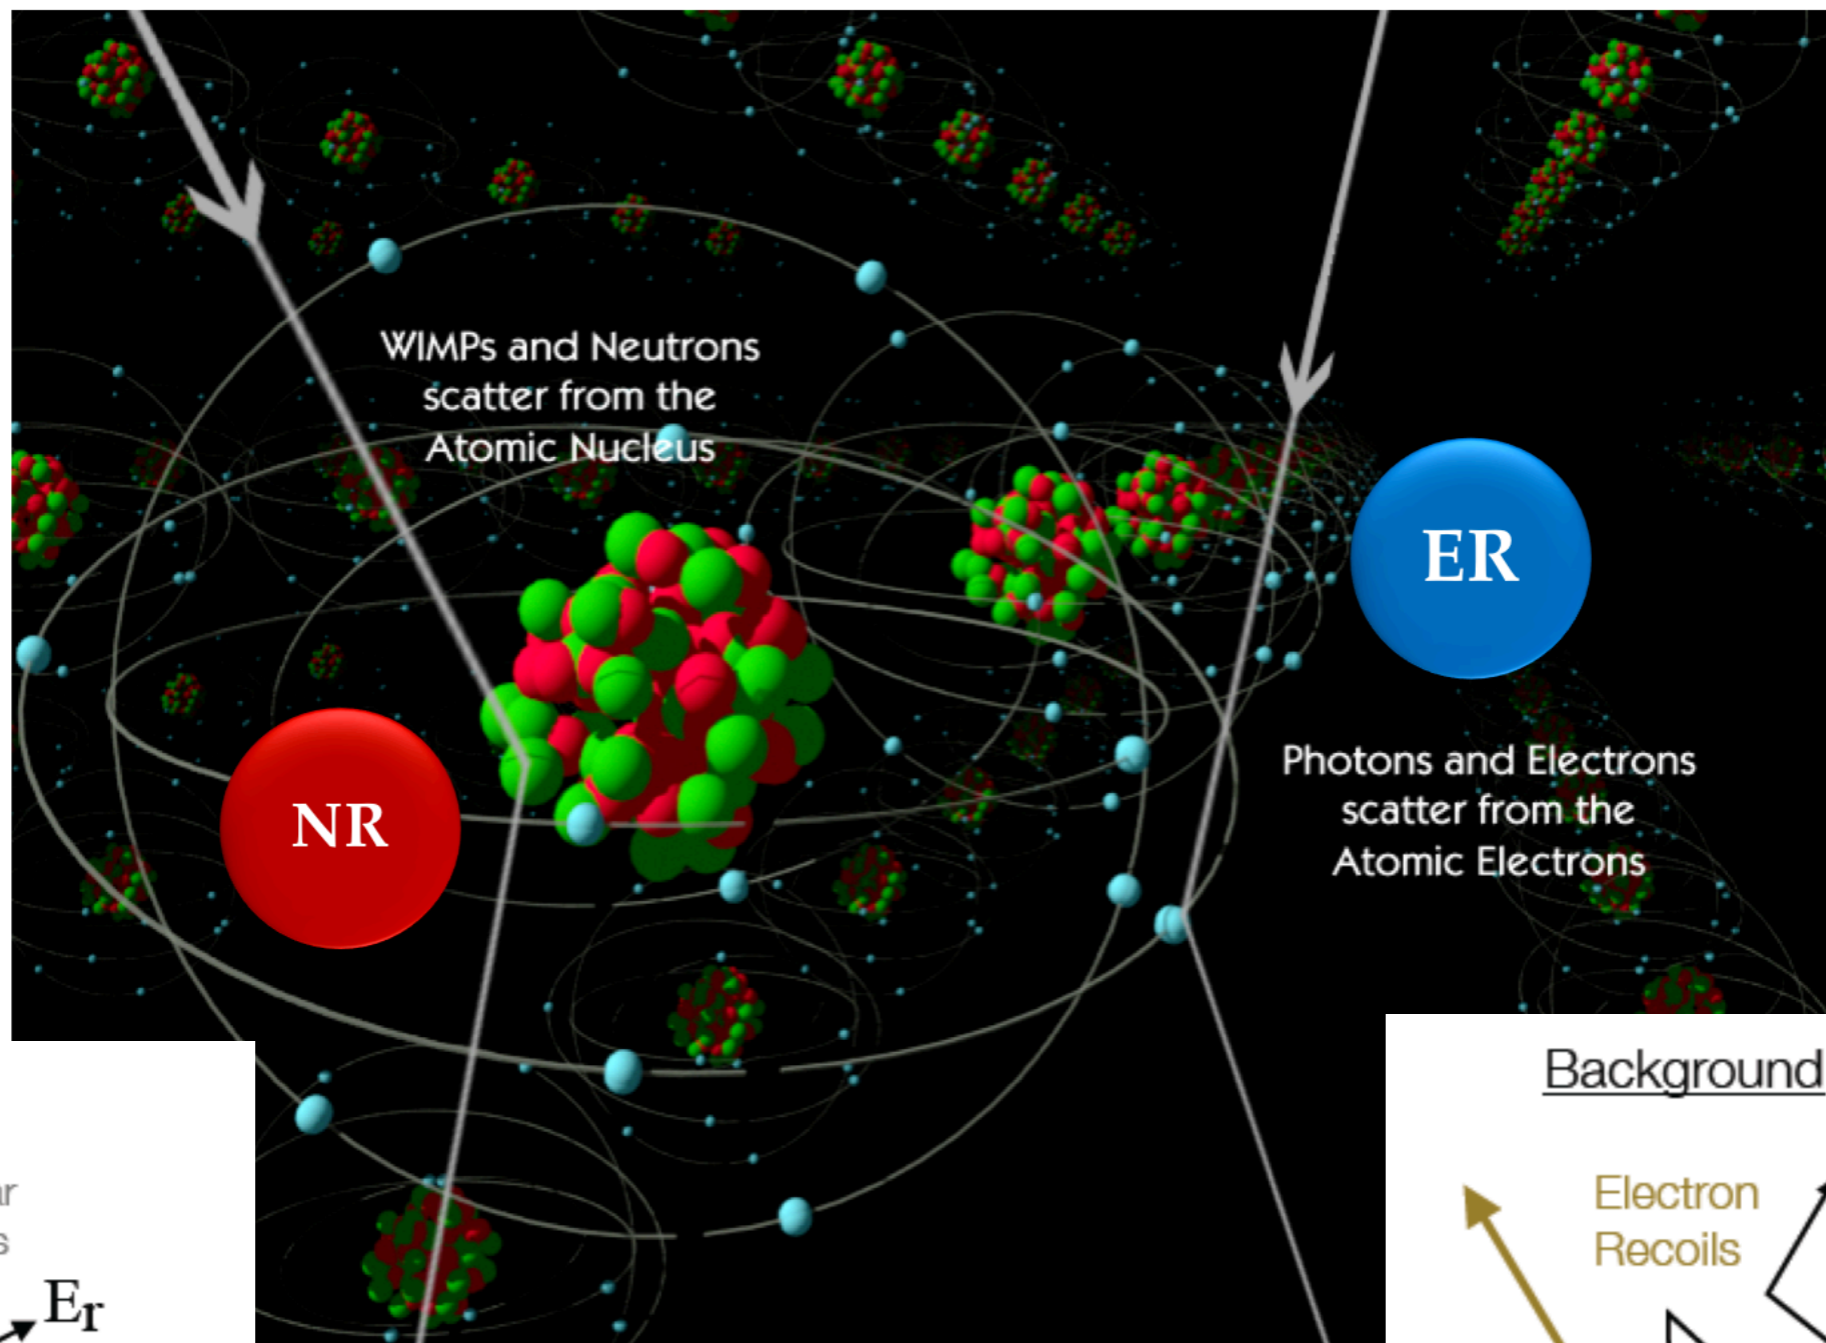 WIMPs and Neutrons
scatter from the
Atomic Nucleus
ER
NR
Photons and Electrons
scatter from the
Atomic Electrons
Background
Electron
Recoils
Er